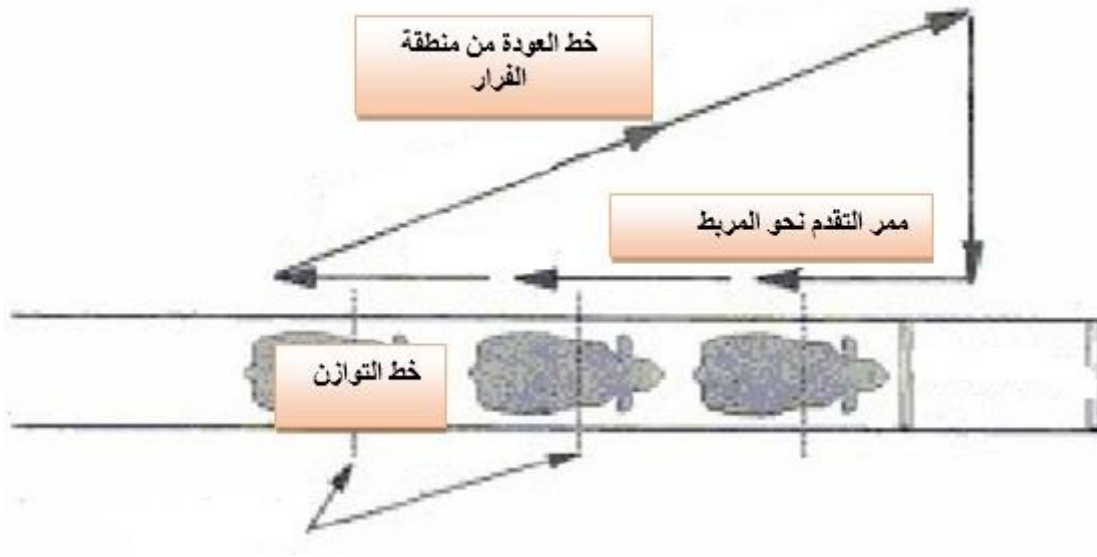 خط العودة من منطقة
الفرار
ممر التقدم نحو المربط
خط التوازن